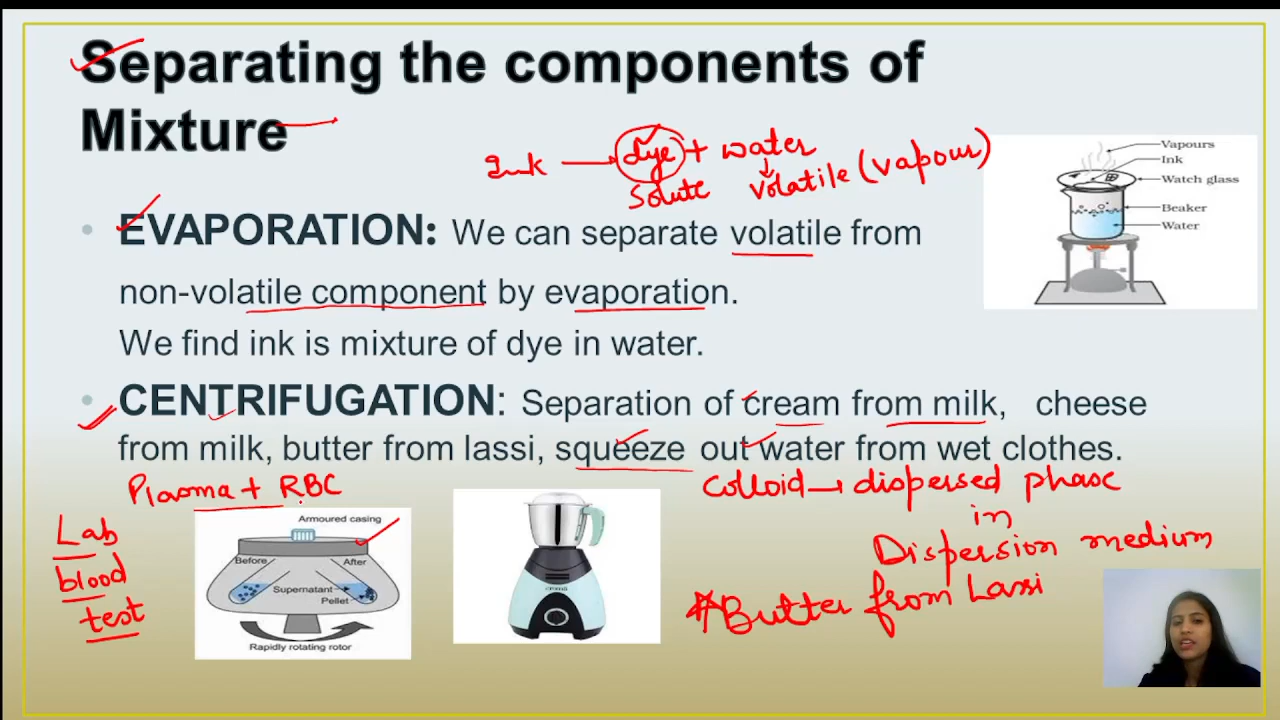 Separating the components of
Mixture
Ink → dye + water
Solute volatile (vapour)
Vapours
Ink
Watch glass
Beaker
Water
• EVAPORATION: We can separate volatile from
non-volatile component by evaporation.
We find ink is mixture of dye in water.
• CENTRIFUGATION: Separation of cream from milk, cheese
from milk, butter from lassi, squeeze out water from wet clothes.
Plasma + RBC
Lab
blood
test
Armoured casing
Before
After
Supernatant
Pellet
Rapidly rotating rotor
Colloid → dispersed phase
in
Dispersion medium
* Butter from Lassi